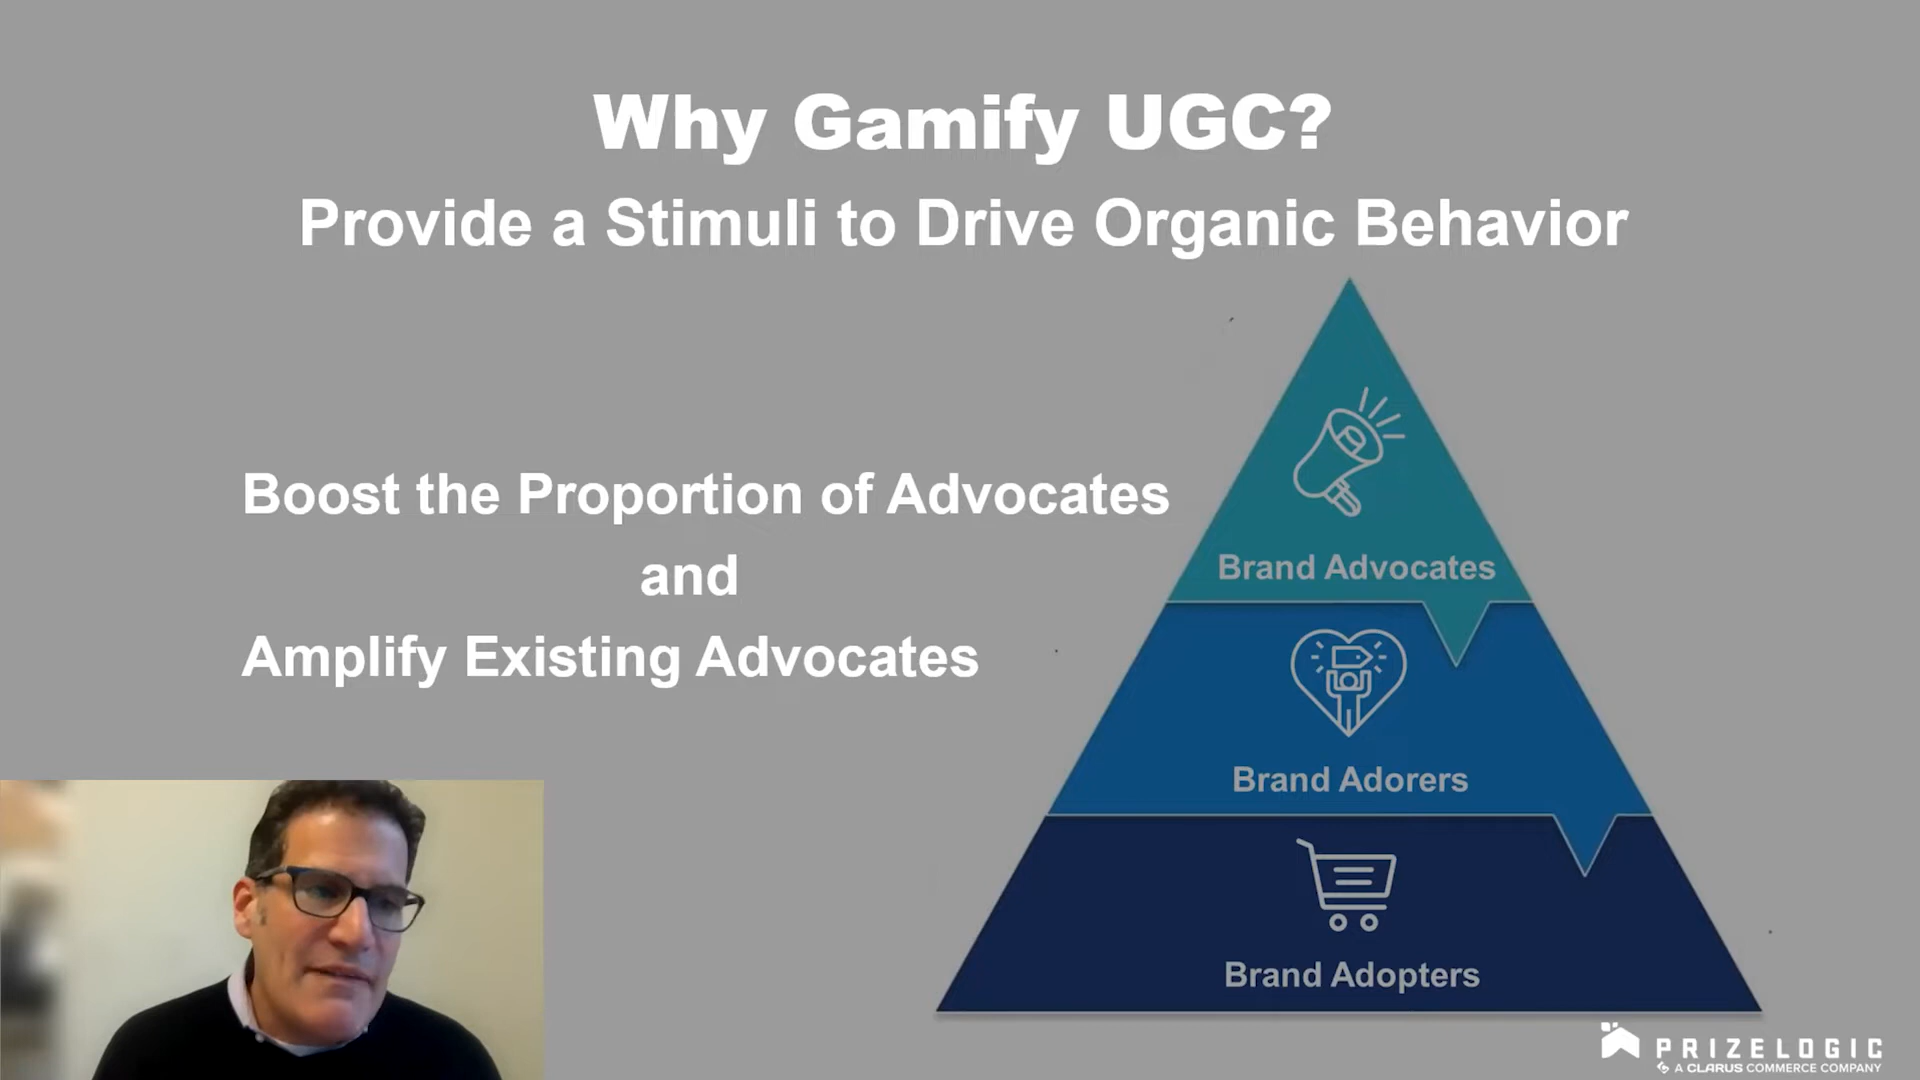 Why Gamify UGC?
Provide a Stimuli to Drive Organic Behavior
Boost the Proportion of Advocates
and
Amplify Existing Advocates
Brand Advocates
Brand Adorers
Brand Adopters
PRIZELOGIC
A CLARUS COMMERCE COMPANY